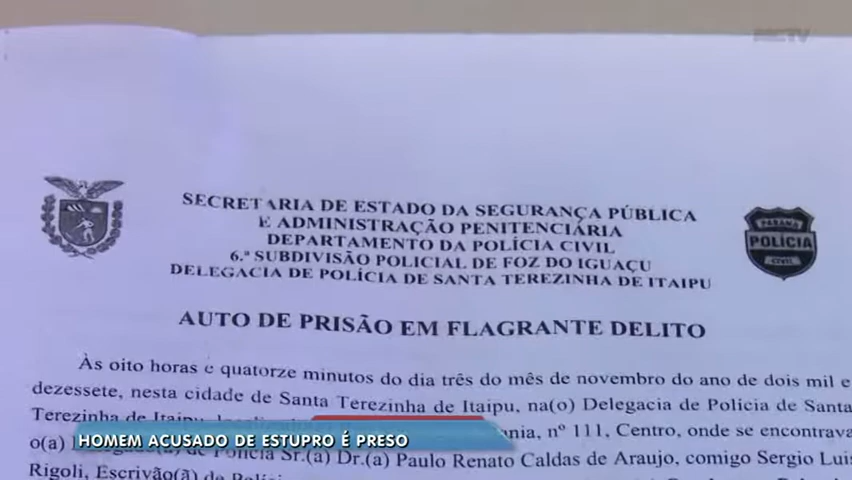 RICTV
SECRETARIA DE ESTADO DA SEGURANÇA PÚBLICA
E ADMINISTRAÇÃO PENITENCIÁRIA
DEPARTAMENTO DA POLÍCIA CIVIL
6.ª SUBDIVISÃO POLICIAL DE FOZ DO IGUAÇU
DELEGACIA DE POLÍCIA DE SANTA TEREZINHA DE ITAIPU
PARANÁ
POLÍCIA
CIVIL
AUTO DE PRISÃO EM FLAGRANTE DELITO
Às oito horas e quatorze minutos do dia três do mês de novembro do ano de dois mil e
dezessete, nesta cidade de Santa Terezinha de Itaipu, na(o) Delegacia de Polícia de Santa
Terezinha de Itaipu, nº 111, Centro, onde se encontrava
HOMEM ACUSADO DE ESTUPRO É PRESO
o(a) de Polícia Sr.(a) Dr.(a) Paulo Renato Caldas de Araujo, comigo Sergio Luis
Rigoli, Escrivão(ã) de